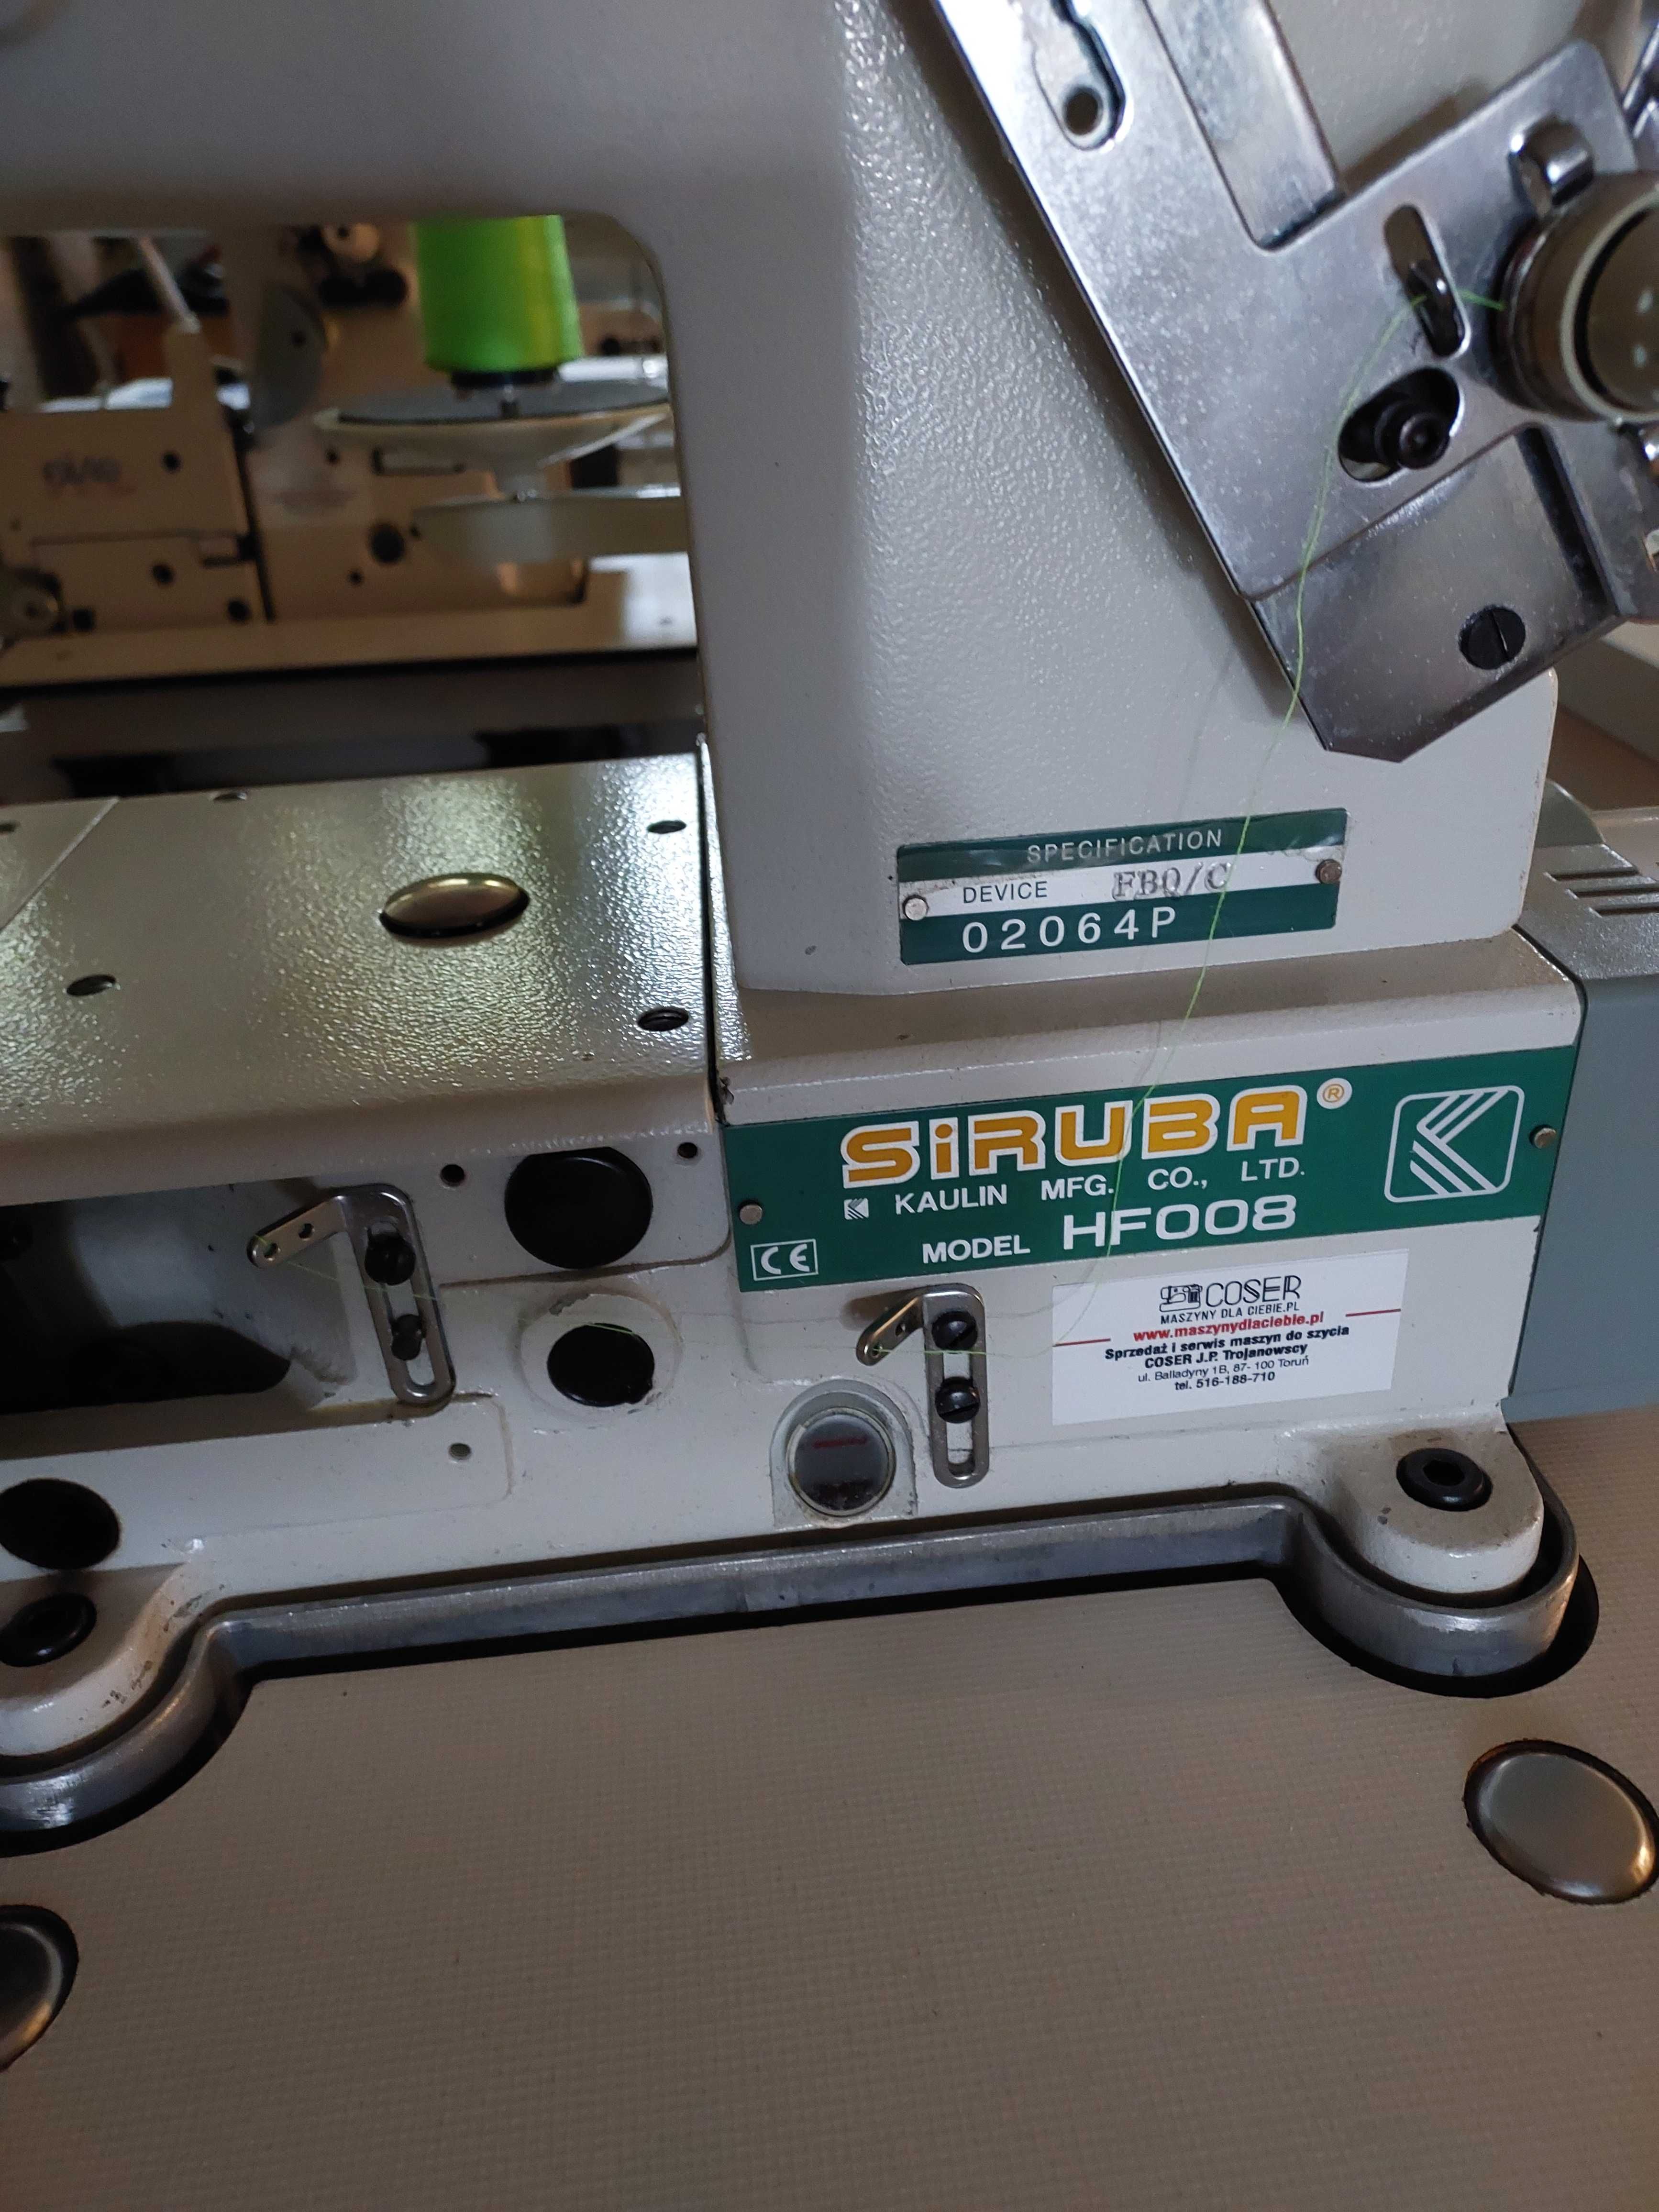 SPECIFICATION
DEVICE FBQ/C
02064P
SiRUBA®
KAULIN MFG. CO., LTD.
MODEL HF008
CE
COSER
MASZYNY DLA CIEBIE.PL
www.maszynydlaciebie.pl
Sprzedaż i serwis maszyn do szycia
COSER J.P. Trojanowscy
ul. Balladyny 1B, 87- 100 Toruń
tel. 516-188-710